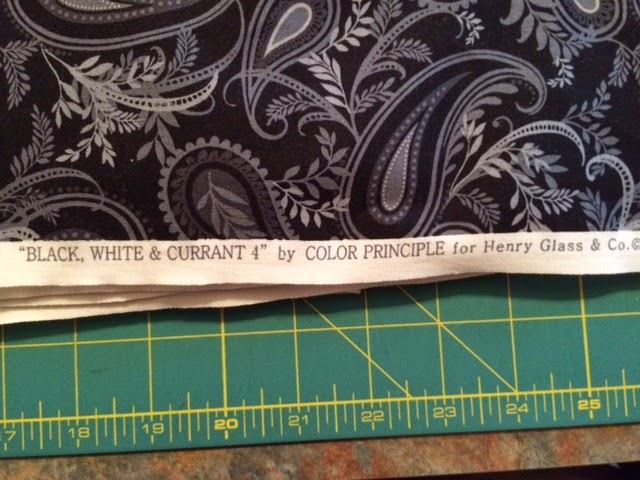 "BLACK, WHITE & CURRANT 4" by COLOR PRINCIPLE for Henry Glass & Co.©
17 18 19 20 21 22 23 24 25